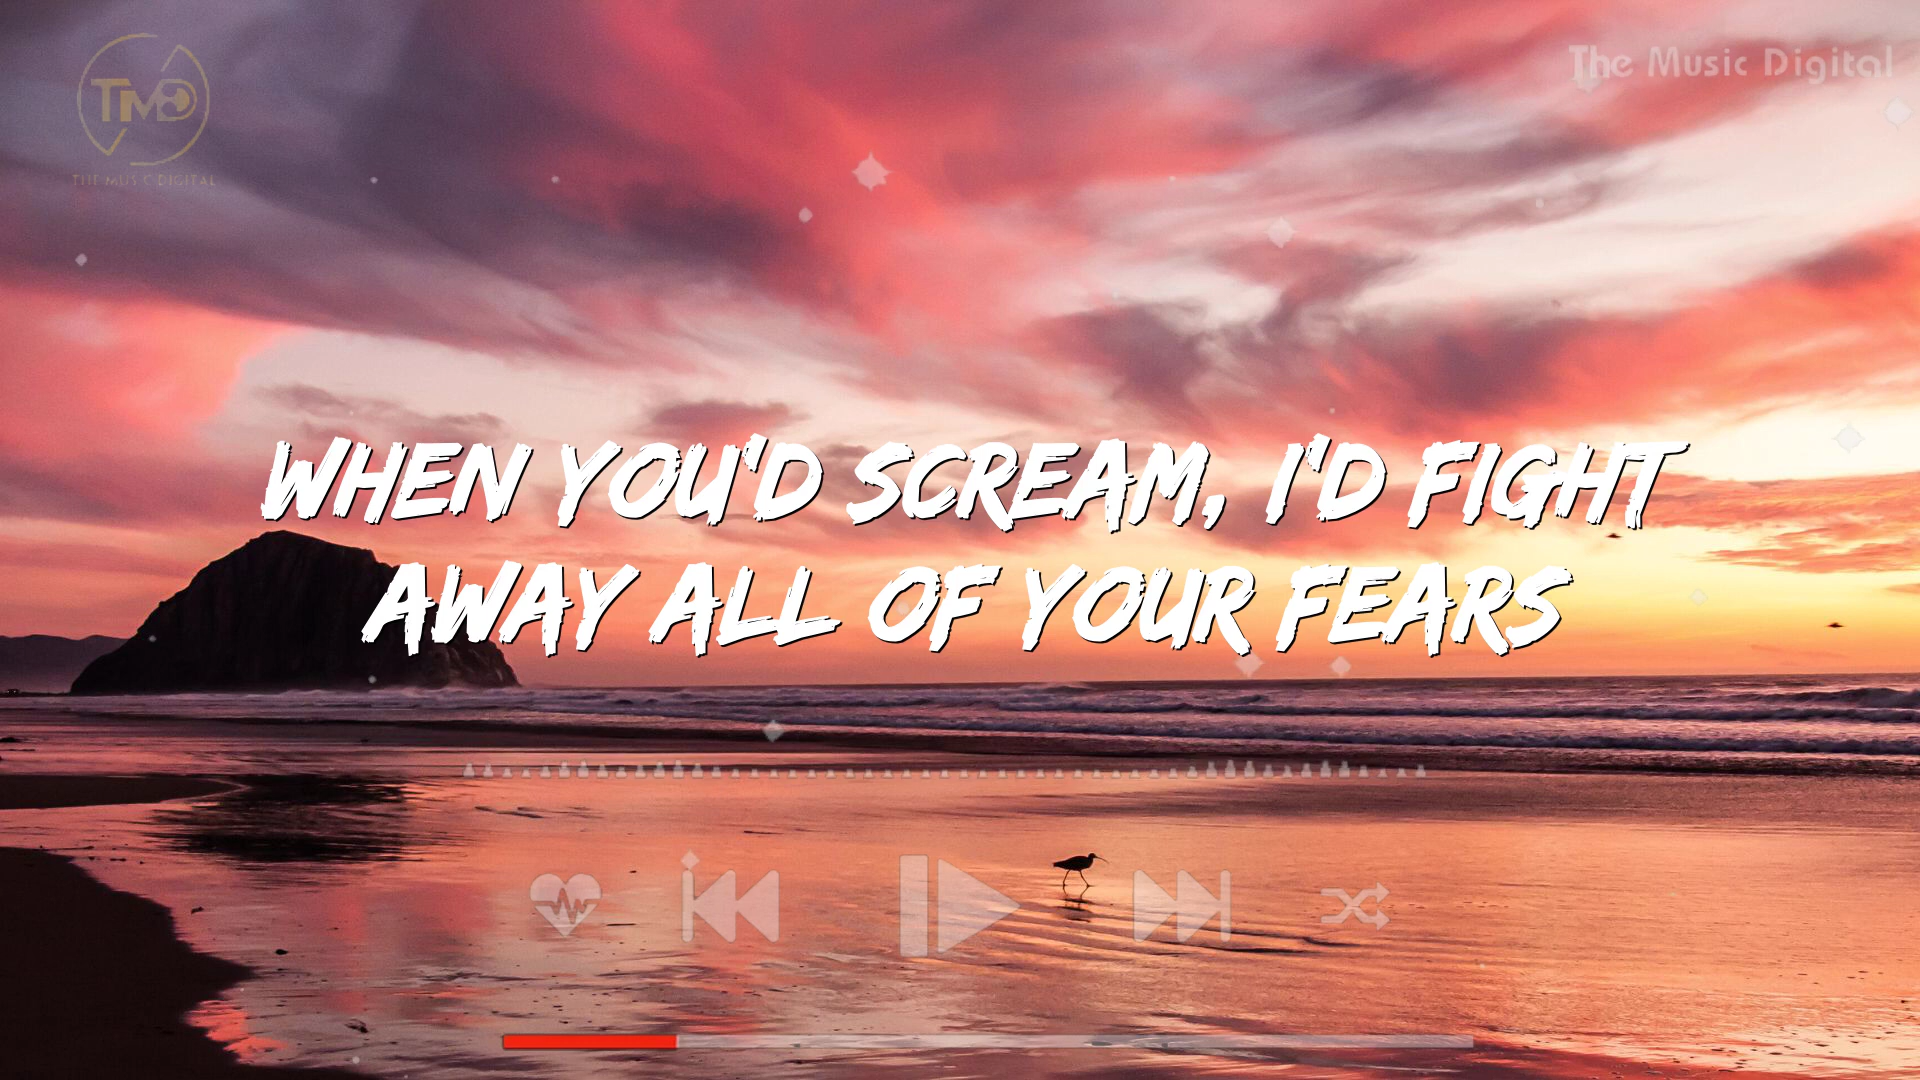 TMD
THE MUSIC DIGITAL
The Music Digital
WHEN YOU'D SCREAM, I'D FIGHT
AWAY ALL OF YOUR FEARS